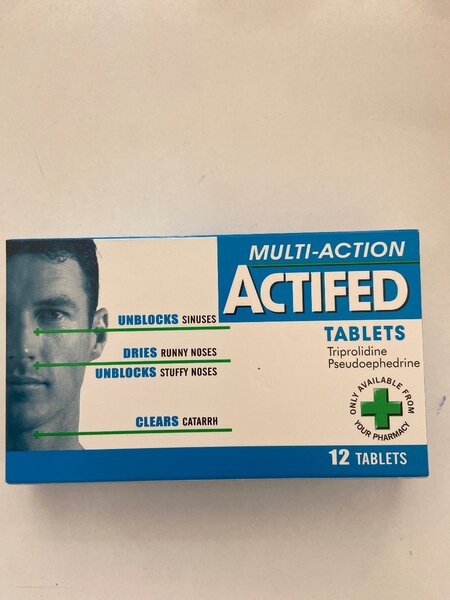 MULTI-ACTION
ACTIFED
TABLETS
Triprolidine
Pseudoephedrine
UNBLOCKS SINUSES
DRIES RUNNY NOSES
UNBLOCKS STUFFY NOSES
CLEARS CATARRH
ONLY AVAILABLE FROM
YOUR PHARMACY
12 TABLETS